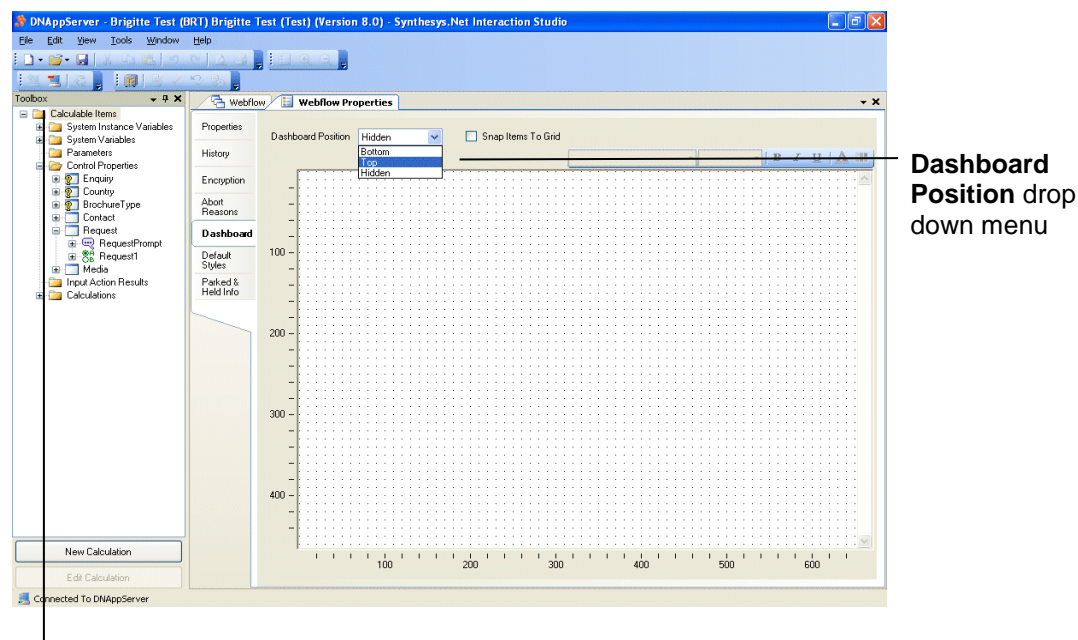 DNAppServer - Brigitte Test (BRT) Brigitte Test (Test) (Version 8.0) - Synthesys.Net Interaction Studio
File Edit View Tools Window Help
Toolbox
Calculable Items
System Instance Variables
System Variables
Parameters
Control Properties
Enquiry
Country
BrochureType
Contact
Request
RequestPrompt
Request1
Media
Input Action Results
Calculations
New Calculation
Edit Calculation
Webflow
Webflow Properties
Properties
History
Encryption
Abort
Reasons
Dashboard
Default
Styles
Parked &
Held Info
Dashboard Position Hidden Snap Items To Grid
Bottom
Top
Hidden
B I U A
100
200
300
400
100 200 300 400 500 600
Connected To DNAppServer
Dashboard
Position drop
down menu